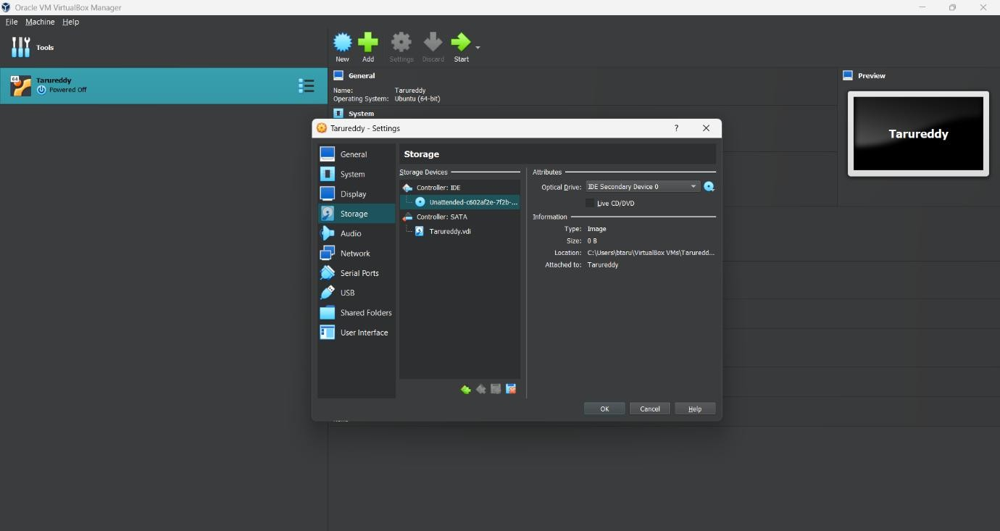 Oracle VM VirtualBox Manager
File Machine Help
Tools
New Add Settings Discard Start
64
Tarureddy
Powered Off
General
Name: Tarureddy
Operating System: Ubuntu (64-bit)
System
Preview
Tarureddy
Tarureddy - Settings
?
General
System
Display
Storage
Audio
Network
Serial Ports
USB
Shared Folders
User Interface
Storage
Storage Devices
Controller: IDE
Unattended-c602af2e-7f2b-...
Controller: SATA
Tarureddy.vdi
Attributes
Optical Drive: IDE Secondary Device 0
Live CD/DVD
Information
Type: Image
Size: 0 B
Location: C:\Users\btaru\VirtualBox VMs\Taruredd...
Attached to: Tarureddy
OK Cancel Help